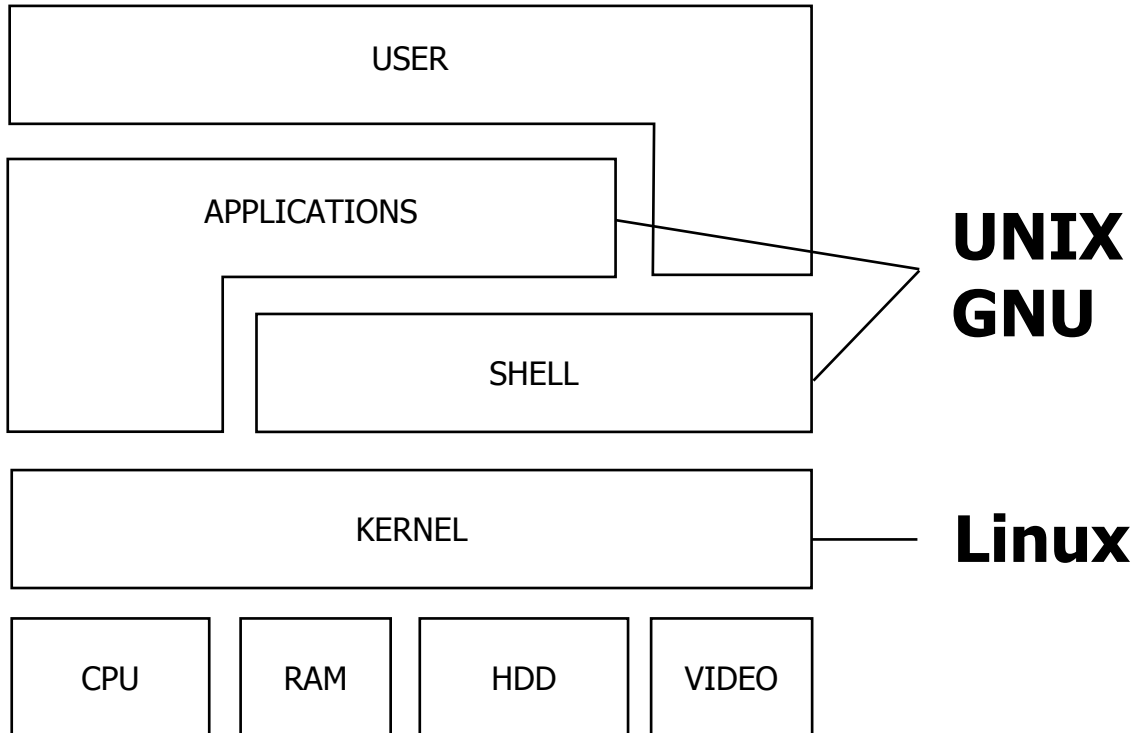 USER
APPLICATIONS
UNIX
GNU
SHELL
KERNEL
Linux
CPU
RAM
HDD
VIDEO